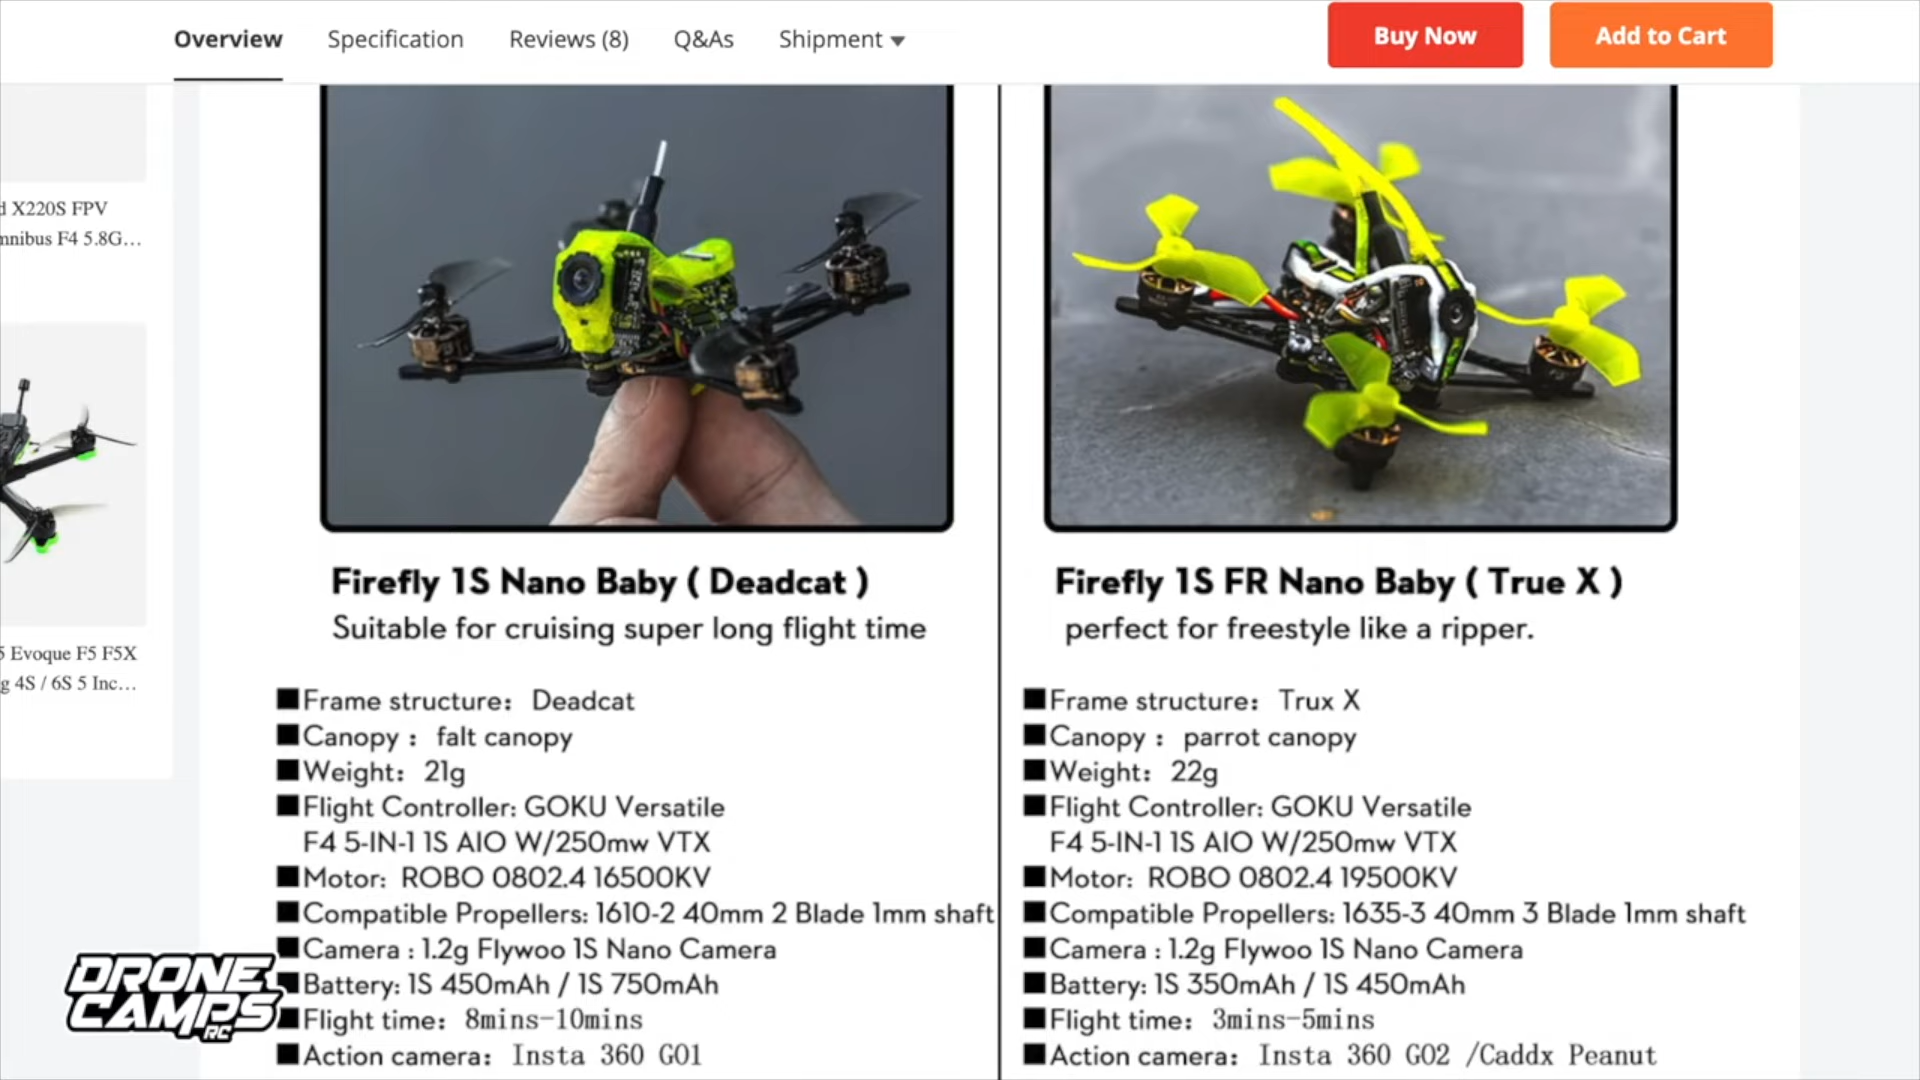 Overview Specification Reviews (8) Q&As Shipment
Buy Now Add to Cart
X220S FPV
mnibus F4 5.8G...
5 Evoque F5 F5X
g 4S / 6S 5 Inc...
Firefly 1S Nano Baby ( Deadcat )
Suitable for cruising super long flight time
■Frame structure: Deadcat
■Canopy : falt canopy
■Weight: 21g
■Flight Controller: GOKU Versatile
F4 5-IN-1 1S AIO W/250mw VTX
■Motor: ROBO 0802.4 16500KV
■Compatible Propellers: 1610-2 40mm 2 Blade 1mm shaft
■Camera : 1.2g Flywoo 1S Nano Camera
■Battery: 1S 450mAh / 1S 750mAh
■Flight time: 8mins-10mins
■Action camera: Insta 360 GO1
Firefly 1S FR Nano Baby ( True X )
perfect for freestyle like a ripper.
■Frame structure: Trux X
■Canopy : parrot canopy
■Weight: 22g
■Flight Controller: GOKU Versatile
F4 5-IN-1 1S AIO W/250mw VTX
■Motor: ROBO 0802.4 19500KV
■Compatible Propellers: 1635-3 40mm 3 Blade 1mm shaft
■Camera : 1.2g Flywoo 1S Nano Camera
■Battery: 1S 350mAh / 1S 450mAh
■Flight time: 3mins-5mins
■Action camera: Insta 360 GO2 /Caddx Peanut
DRONE
CAMPS
RC